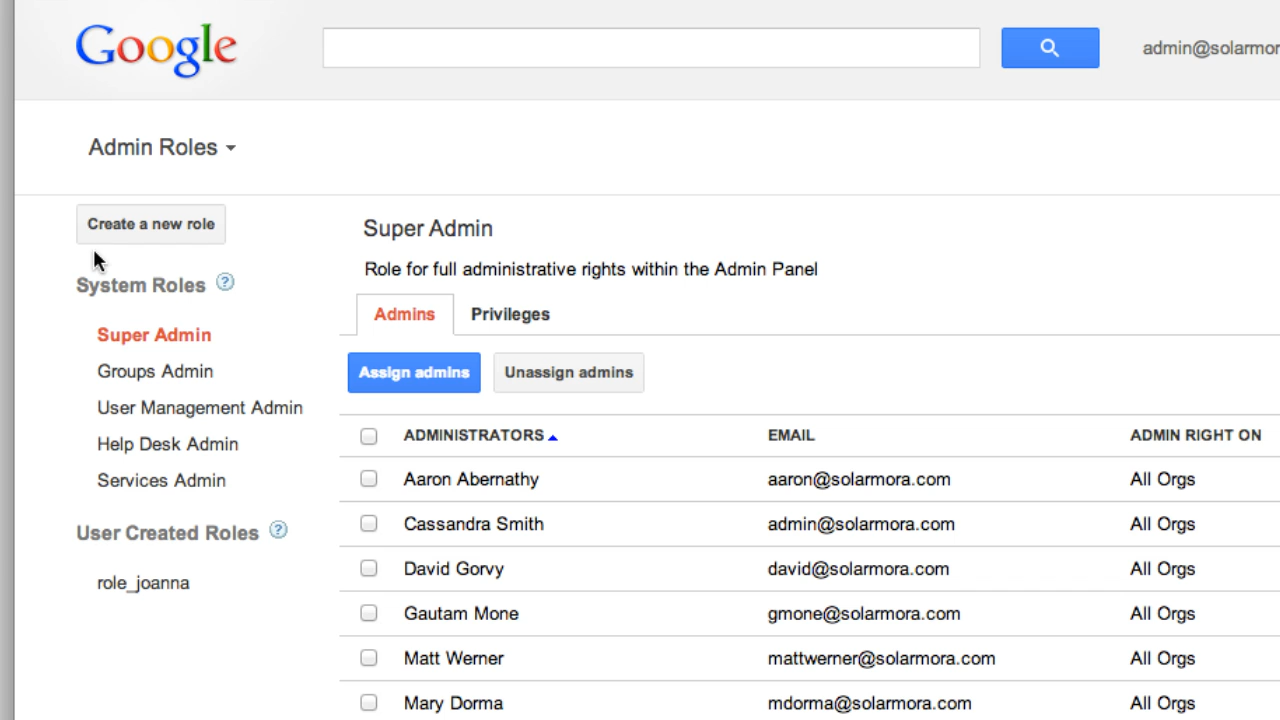 Google
admin@solarmor
Admin Roles
Create a new role
System Roles ?
Super Admin
Groups Admin
User Management Admin
Help Desk Admin
Services Admin
User Created Roles ?
role_joanna
Super Admin
Role for full administrative rights within the Admin Panel
Admins Privileges
Assign admins Unassign admins
ADMINISTRATORS EMAIL ADMIN RIGHT ON
Aaron Abernathy aaron@solarmora.com All Orgs
Cassandra Smith admin@solarmora.com All Orgs
David Gorvy david@solarmora.com All Orgs
Gautam Mone gmone@solarmora.com All Orgs
Matt Werner mattwerner@solarmora.com All Orgs
Mary Dorma mdorma@solarmora.com All Orgs